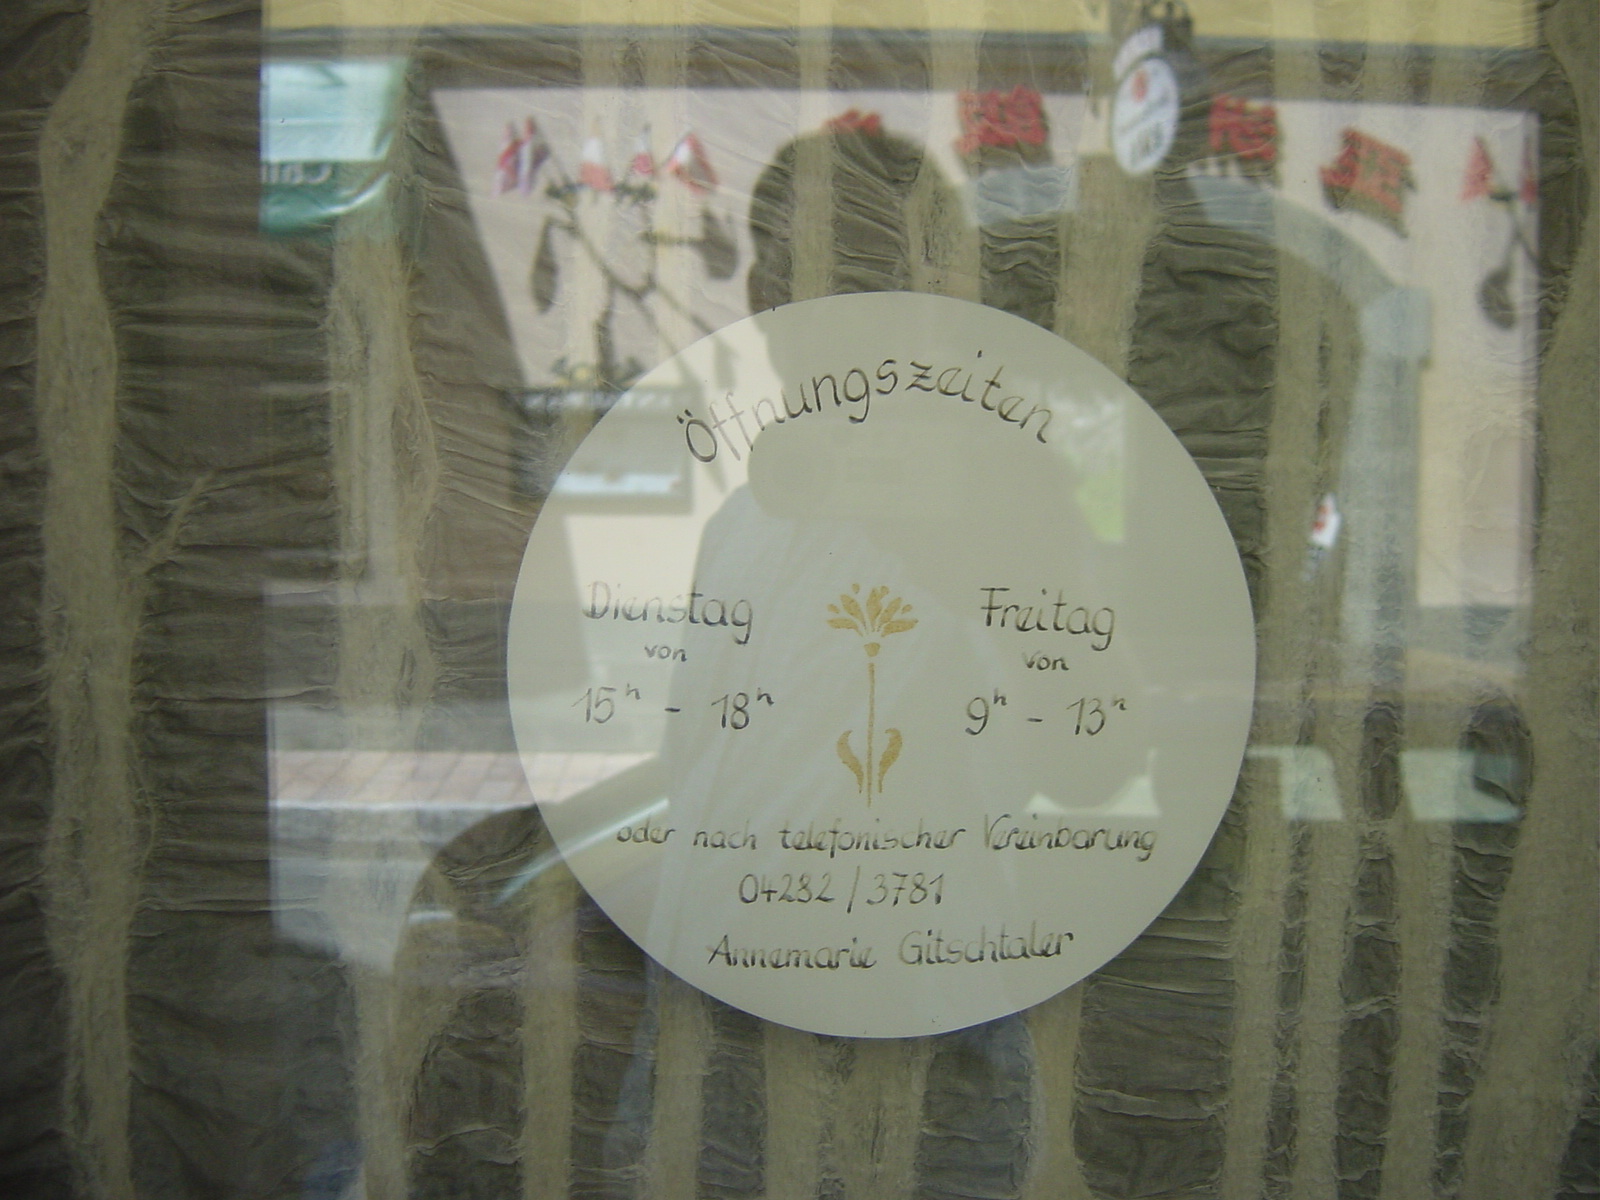 Öffnungszeiten
Dienstag
von
15h - 18h
Freitag
von
9h - 13h
oder nach telefonischer Vereinbarung
04282 / 3781
Annemarie Gitschtaler